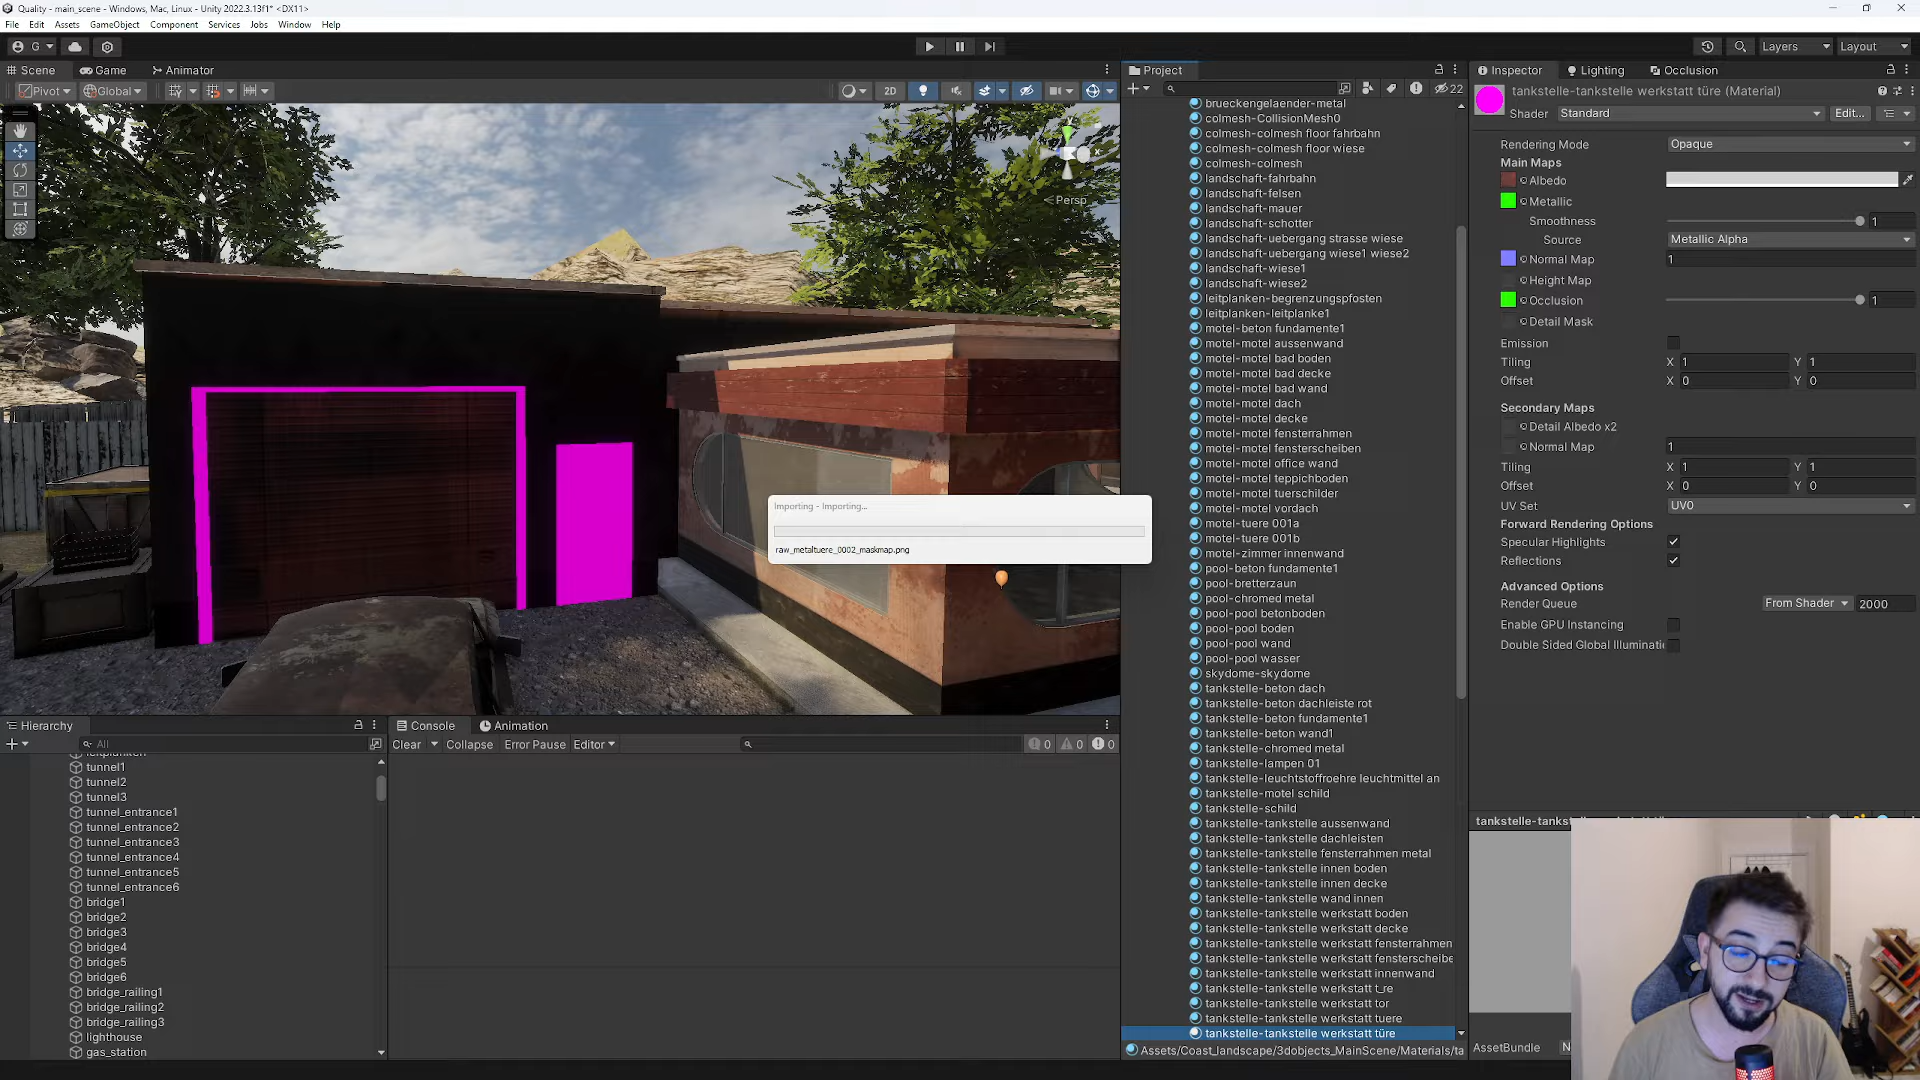 Quality - main_scene - Windows, Mac, Linux - Unity 2022.3.13f1* <DX11>
File Edit Assets GameObject Component Services Jobs Window Help
G Layers Layout
Scene Game Animator
Pivot Global 2D
Persp
Importing - Importing...
raw_metaltuere_0002_maskmap.png
Hierarchy
All
tunnel1
tunnel2
tunnel3
tunnel_entrance1
tunnel_entrance2
tunnel_entrance3
tunnel_entrance4
tunnel_entrance5
tunnel_entrance6
bridge1
bridge2
bridge3
bridge4
bridge5
bridge6
bridge_railing1
bridge_railing2
bridge_railing3
lighthouse
gas_station
Console Animation
Clear Collapse Error Pause Editor 0 0 0
Project
22
brueckengelaender-metal
colmesh-CollisionMesh0
colmesh-colmesh floor fahrbahn
colmesh-colmesh floor wiese
colmesh-colmesh
landschaft-fahrbahn
landschaft-felsen
landschaft-mauer
landschaft-schotter
landschaft-uebergang strasse wiese
landschaft-uebergang wiese1 wiese2
landschaft-wiese1
landschaft-wiese2
leitplanken-begrenzungspfosten
leitplanken-leitplanke1
motel-beton fundamente1
motel-motel aussenwand
motel-motel bad boden
motel-motel bad decke
motel-motel bad wand
motel-motel dach
motel-motel decke
motel-motel fensterrahmen
motel-motel fensterscheiben
motel-motel office wand
motel-motel teppichboden
motel-motel tuerschilder
motel-motel vordach
motel-tuere 001a
motel-tuere 001b
motel-zimmer innenwand
pool-beton fundamente1
pool-bretterzaun
pool-chromed metal
pool-pool betonboden
pool-pool boden
pool-pool wand
pool-pool wasser
skydome-skydome
tankstelle-beton dach
tankstelle-beton dachleiste rot
tankstelle-beton fundamente1
tankstelle-beton wand1
tankstelle-chromed metal
tankstelle-lampen 01
tankstelle-leuchtstoffroehre leuchtmittel an
tankstelle-motel schild
tankstelle-schild
tankstelle-tankstelle aussenwand
tankstelle-tankstelle dachleisten
tankstelle-tankstelle fensterrahmen metal
tankstelle-tankstelle innen boden
tankstelle-tankstelle innen decke
tankstelle-tankstelle wand innen
tankstelle-tankstelle werkstatt boden
tankstelle-tankstelle werkstatt decke
tankstelle-tankstelle werkstatt fensterrahmen
tankstelle-tankstelle werkstatt fensterscheibe
tankstelle-tankstelle werkstatt innenwand
tankstelle-tankstelle werkstatt t_re
tankstelle-tankstelle werkstatt tor
tankstelle-tankstelle werkstatt tuere
tankstelle-tankstelle werkstatt türe
Assets/Coast_landscape/3dobjects_MainScene/Materials/ta
Inspector Lighting Occlusion
tankstelle-tankstelle werkstatt türe (Material)
Shader Standard Edit...
Rendering Mode Opaque
Main Maps
Albedo
Metallic
Smoothness 1
Source Metallic Alpha
Normal Map 1
Height Map
Occlusion 1
Detail Mask
Emission
Tiling X 1 Y 1
Offset X 0 Y 0
Secondary Maps
Detail Albedo x2
Normal Map 1
Tiling X 1 Y 1
Offset X 0 Y 0
UV Set UV0
Forward Rendering Options
Specular Highlights
Reflections
Advanced Options
Render Queue From Shader 2000
Enable GPU Instancing
Double Sided Global Illuminati
AssetBundle